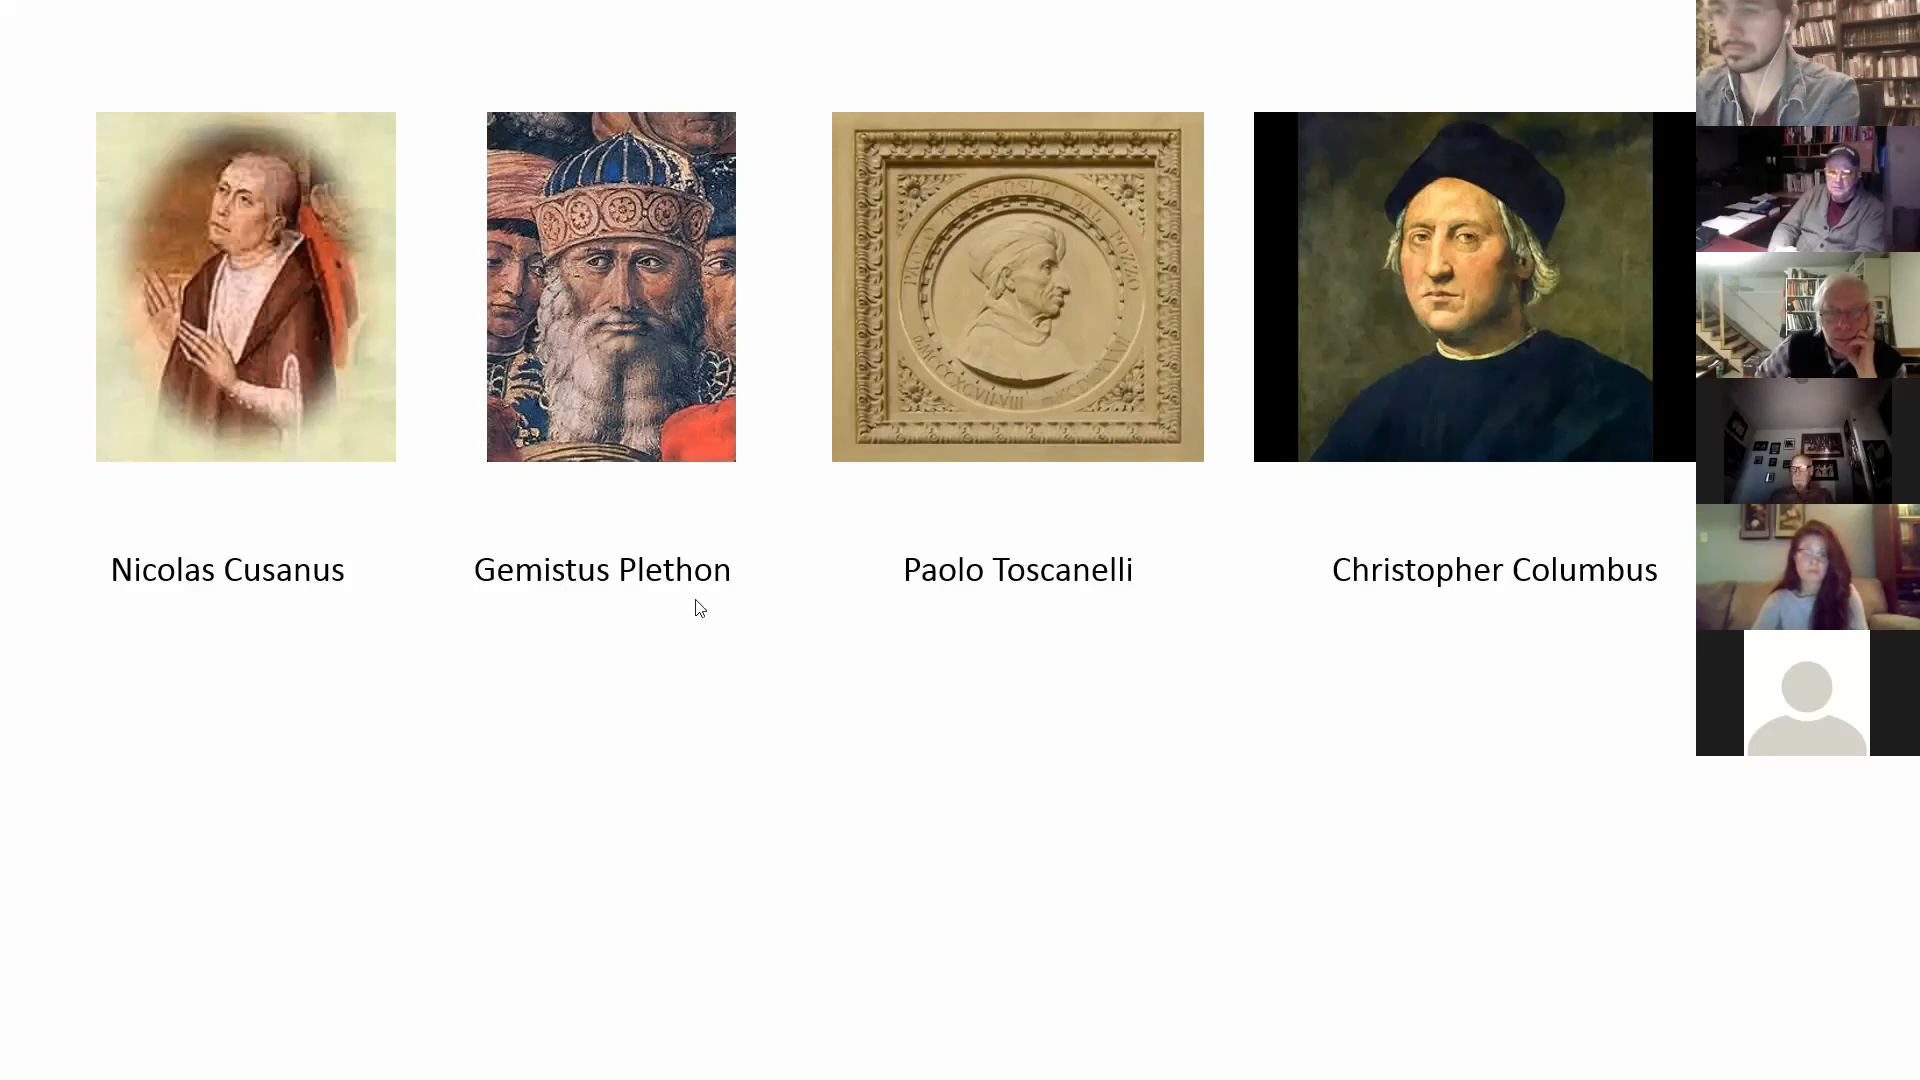 Nicolas Cusanus
Gemistus Plethon
Paolo Toscanelli
Christopher Columbus